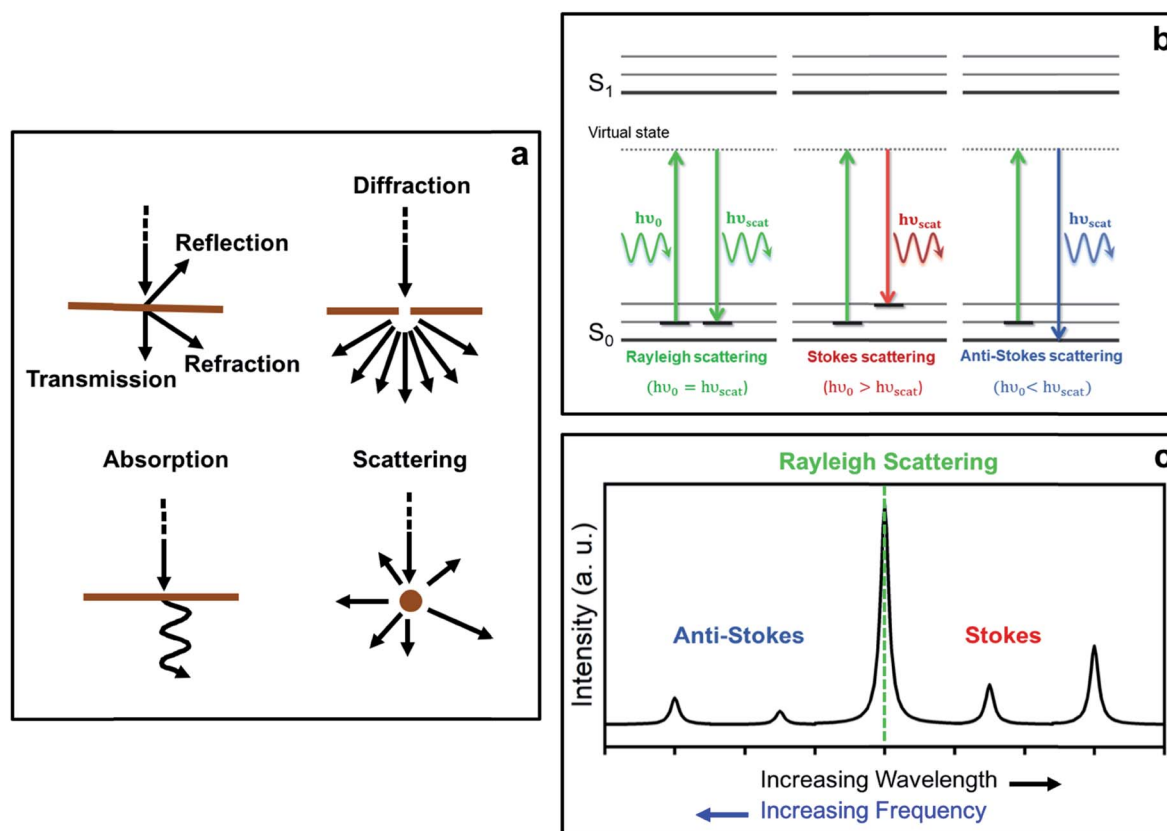 a
Diffraction
Reflection
Refraction
Transmission
Absorption
Scattering
b
S₁
Virtual state
hυ₀
hυscat
hυscat
hυscat
S₀
Rayleigh scattering
Stokes scattering
Anti-Stokes scattering
(hυ₀ = hυscat)
(hυ₀ > hυscat)
(hυ₀< hυscat)
c
Rayleigh Scattering
Intensity (a. u.)
Anti-Stokes
Stokes
Increasing Wavelength
Increasing Frequency